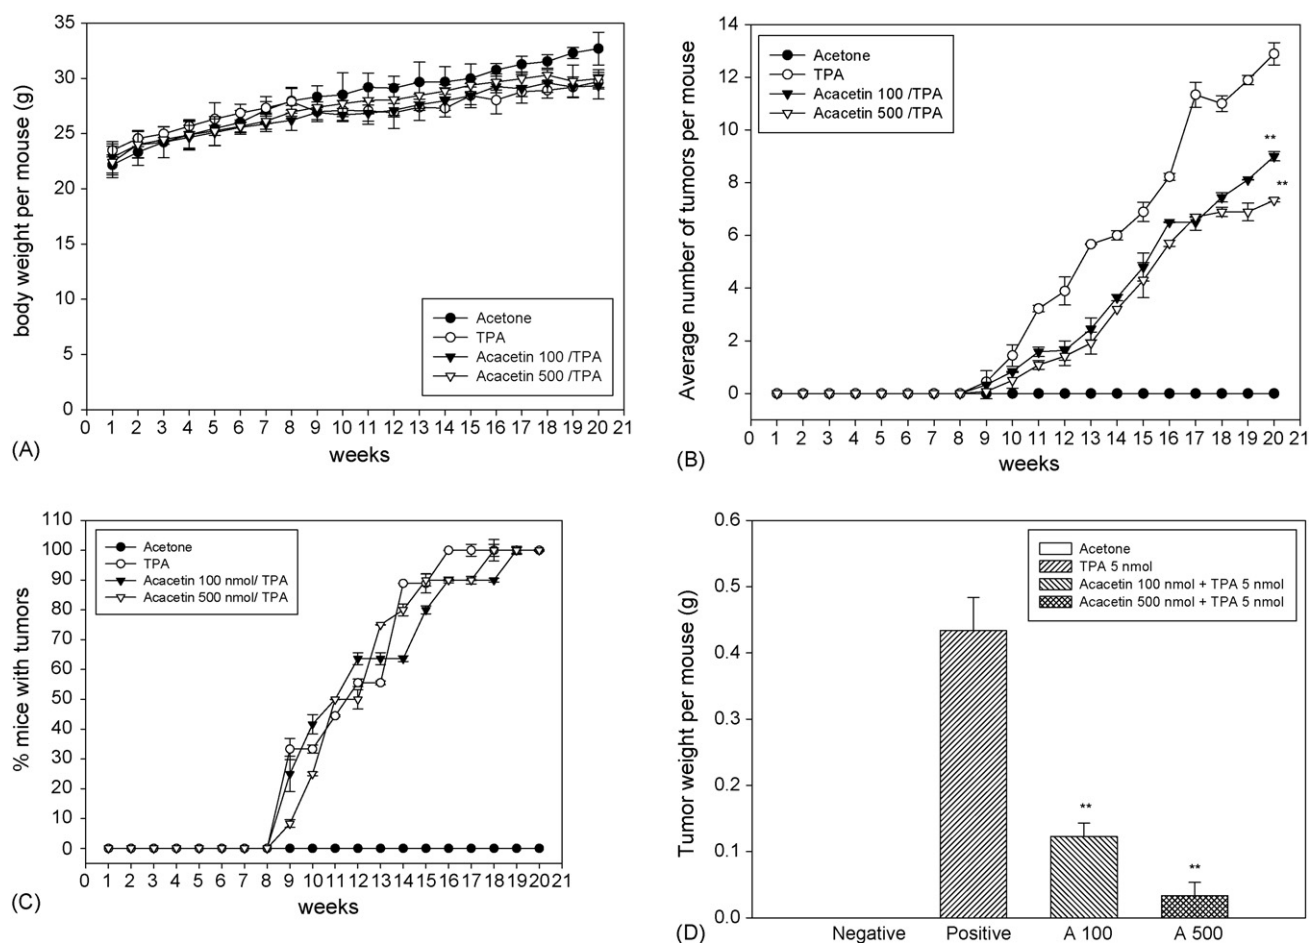 body weight per mouse (g)
35
30
25
20
15
10
5
0
Acetone
TPA
Acacetin 100 /TPA
Acacetin 500 /TPA
0 1 2 3 4 5 6 7 8 9 10 11 12 13 14 15 16 17 18 19 20 21
weeks
(A)
Average number of tumors per mouse
14
12
10
8
6
4
2
0
Acetone
TPA
Acacetin 100 /TPA
Acacetin 500 /TPA
**
**
0 1 2 3 4 5 6 7 8 9 10 11 12 13 14 15 16 17 18 19 20 21
weeks
(B)
% mice with tumors
110
100
90
80
70
60
50
40
30
20
10
0
Acetone
TPA
Acacetin 100 nmol/ TPA
Acacetin 500 nmol/ TPA
0 1 2 3 4 5 6 7 8 9 10 11 12 13 14 15 16 17 18 19 20 21
weeks
(C)
Tumor weight per mouse (g)
0.6
0.5
0.4
0.3
0.2
0.1
0.0
Acetone
TPA 5 nmol
Acacetin 100 nmol + TPA 5 nmol
Acacetin 500 nmol + TPA 5 nmol
**
**
Negative Positive A 100 A 500
(D)